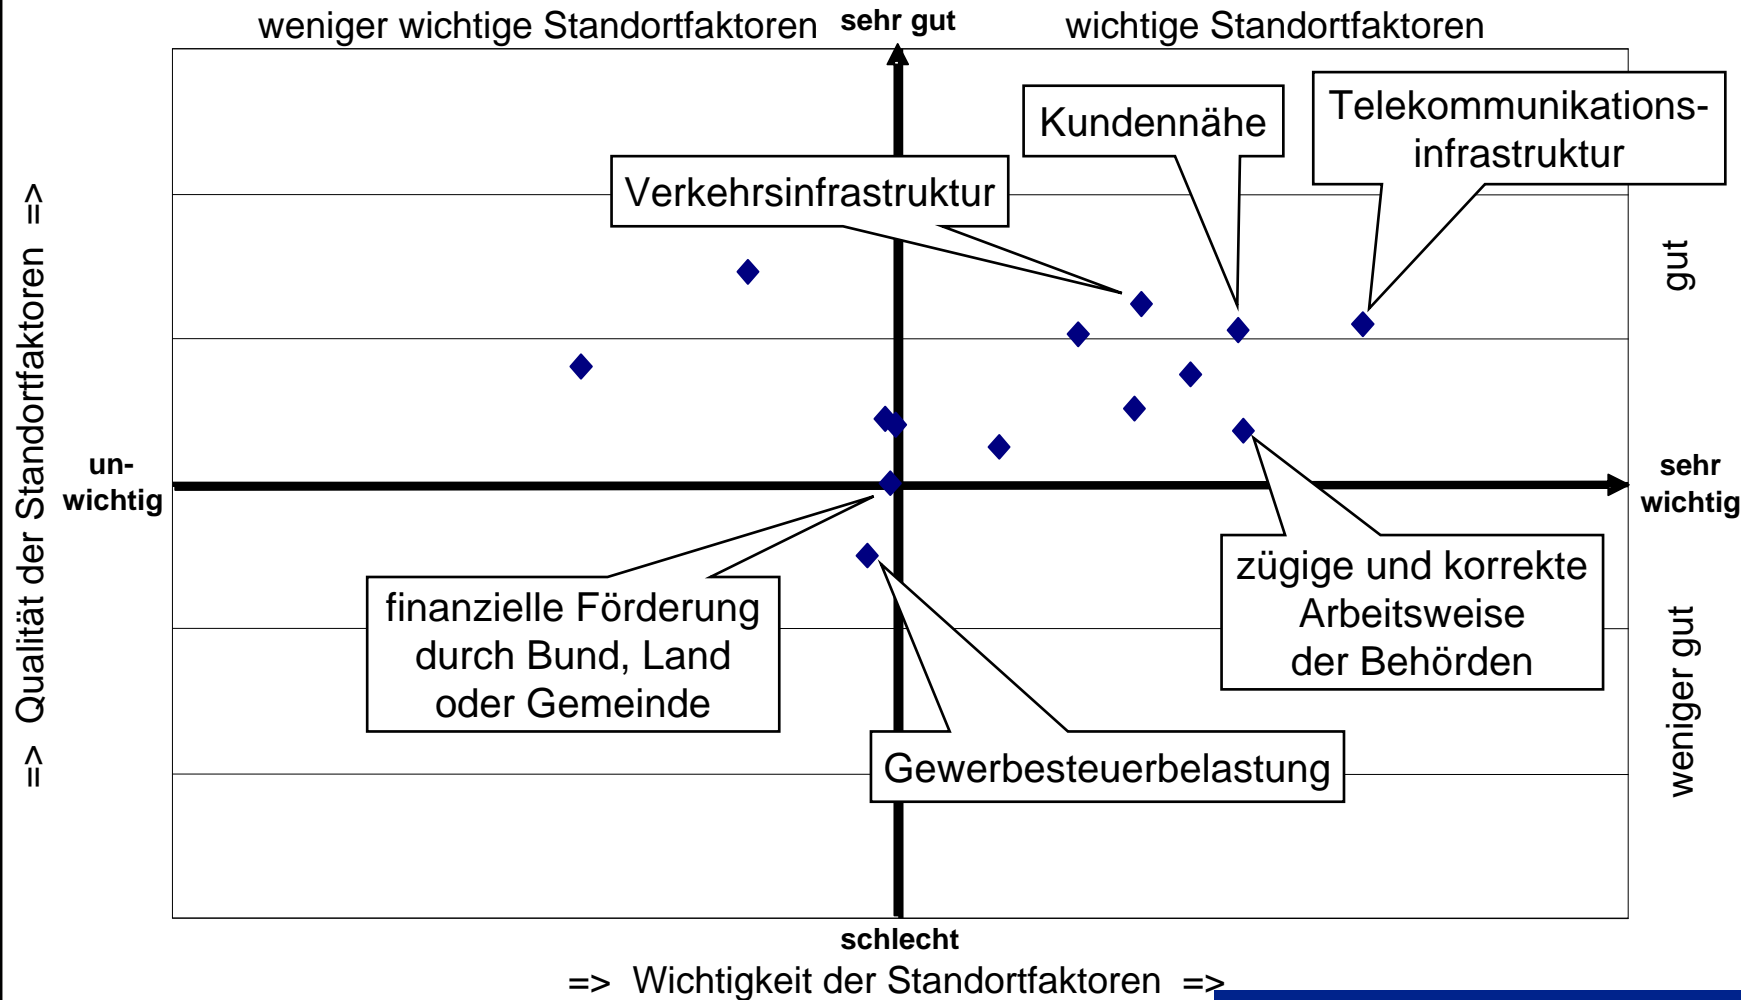 weniger wichtige Standortfaktoren
sehr gut
wichtige Standortfaktoren
Kundennähe
Telekommunikations-
infrastruktur
Verkehrsinfrastruktur
gut
=> Qualität der Standortfaktoren =>
un-
wichtig
sehr
wichtig
finanzielle Förderung
durch Bund, Land
oder Gemeinde
zügige und korrekte
Arbeitsweise
der Behörden
weniger gut
Gewerbesteuerbelastung
schlecht
=> Wichtigkeit der Standortfaktoren =>